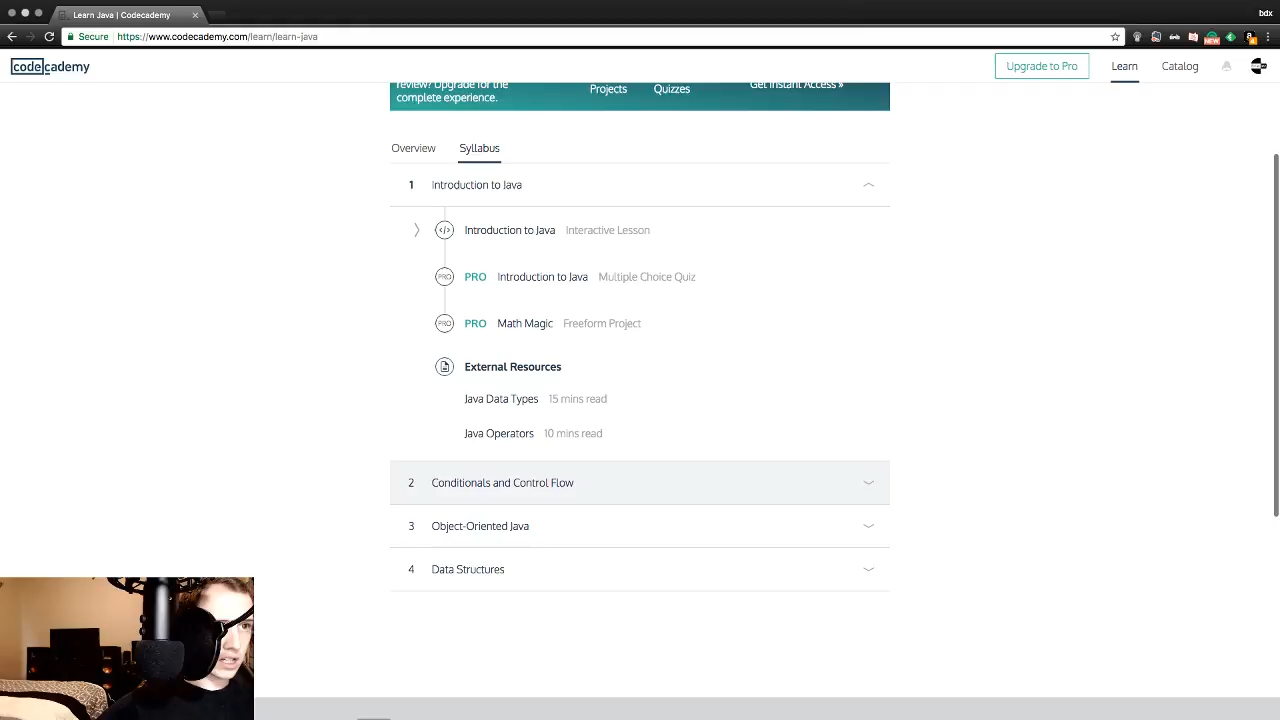 Learn Java | Codecademy
bdx
Secure https://www.codecademy.com/learn/learn-java
NEW
4
codecademy
Upgrade to Pro
Learn
Catalog
review? Upgrade for the
complete experience.
Projects
Quizzes
Get Instant Access »
Overview
Syllabus
1 Introduction to Java
</> Introduction to Java Interactive Lesson
PRO PRO Introduction to Java Multiple Choice Quiz
PRO PRO Math Magic Freeform Project
External Resources
Java Data Types 15 mins read
Java Operators 10 mins read
2 Conditionals and Control Flow
3 Object-Oriented Java
4 Data Structures